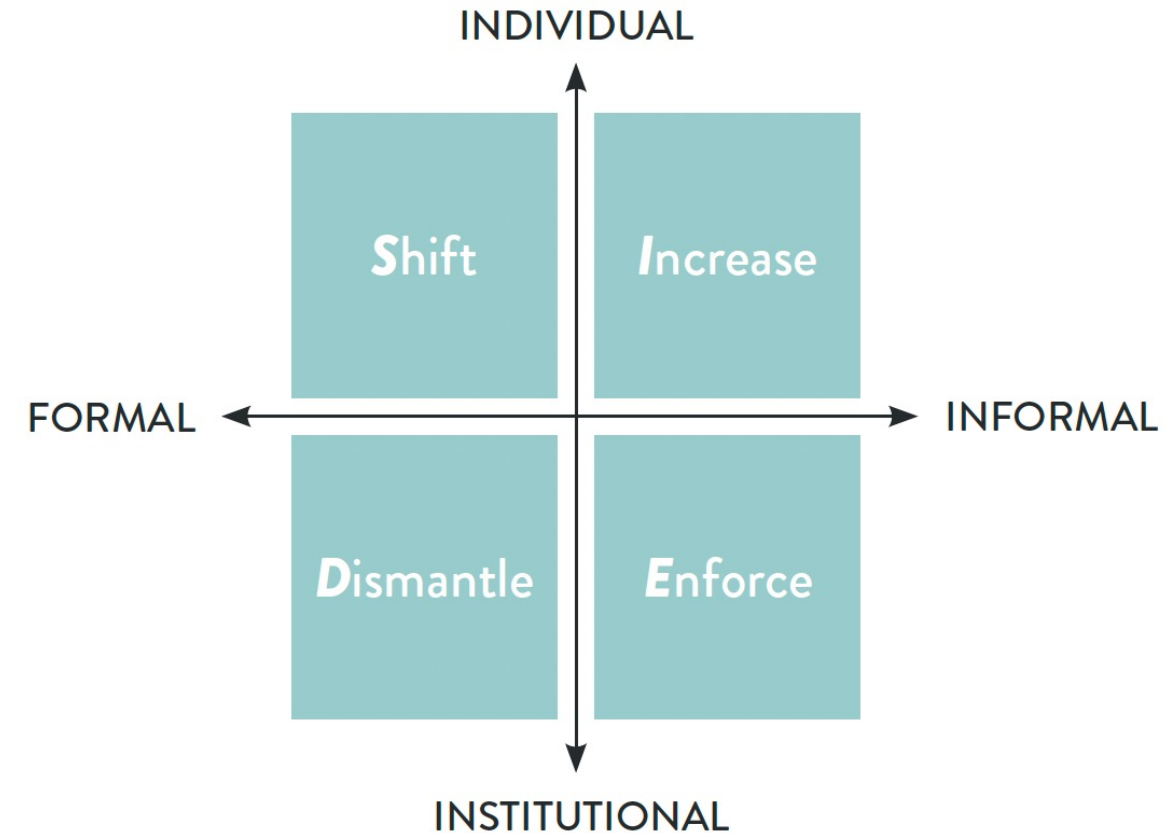 INDIVIDUAL
Shift
Increase
FORMAL
INFORMAL
Dismantle
Enforce
INSTITUTIONAL